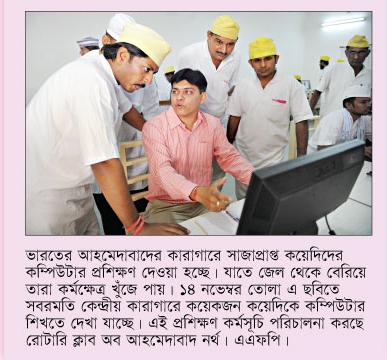 ভারতের আহমেদাবাদের কারাগারে সাজাপ্রাপ্ত কয়েদিদের
কম্পিউটার প্রশিক্ষণ দেওয়া হচ্ছে। যাতে জেল থেকে বেরিয়ে
তারা কর্মক্ষেত্র খুঁজে পায়। ১৪ নভেম্বর তোলা এ ছবিতে
সবরমতি কেন্দ্রীয় কারাগারে কয়েকজন কয়েদিকে কম্পিউটার
শিখতে দেখা যাচ্ছে। এই প্রশিক্ষণ কর্মসূচি পরিচালনা করছে
রোটারি ক্লাব অব আহমেদাবাদ নর্থ। এএফপি।